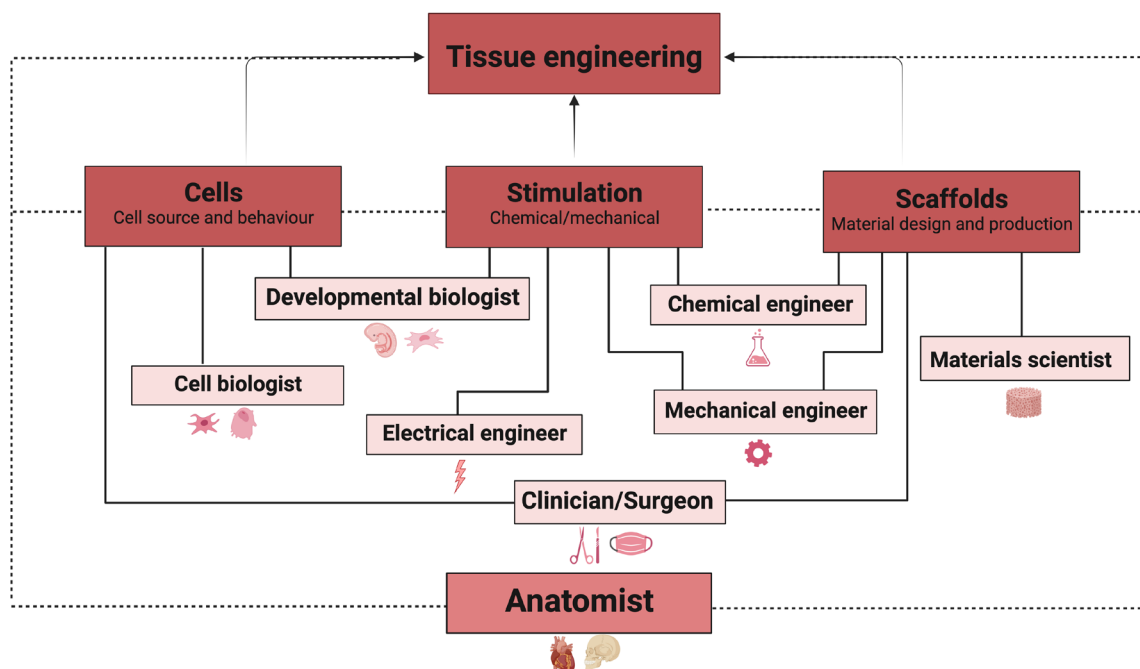 Tissue engineering
Cells
Cell source and behaviour
Stimulation
Chemical/mechanical
Scaffolds
Material design and production
Developmental biologist
Chemical engineer
Materials scientist
Cell biologist
Mechanical engineer
Electrical engineer
Clinician/Surgeon
Anatomist